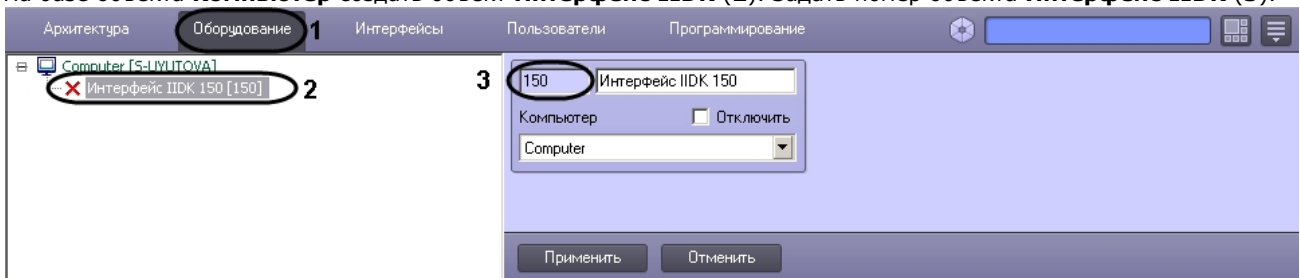 На базе объекта Компьютер создать объект Интерфейс IIDK (2). Задать номер объекта Интерфейс IIDK (3).
Архитектура Оборудование 1 Интерфейсы Пользователи Программирование
Computer [S-UYUTOVA]
Интерфейс IIDK 150 [150] 2
3 150 Интерфейс IIDK 150
Компьютер Отключить
Computer
Применить Отменить